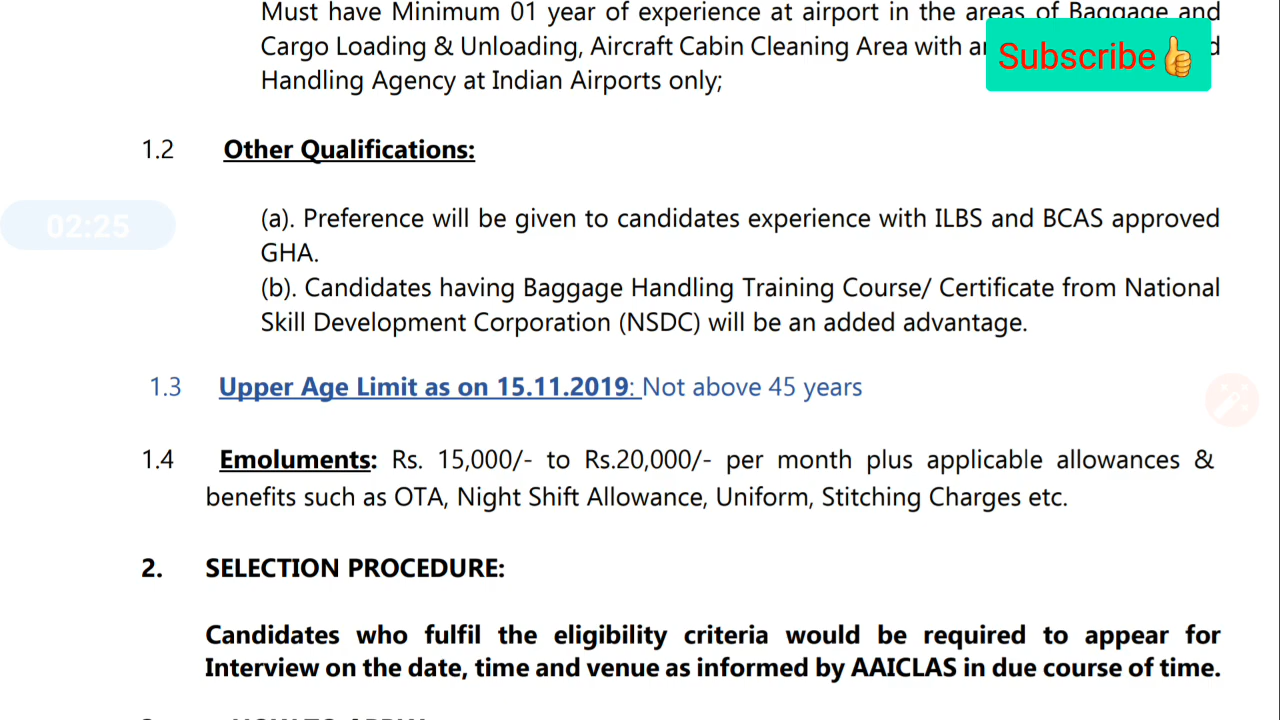 Must have Minimum 01 year of experience at airport in the areas of Baggage and
Cargo Loading & Unloading, Aircraft Cabin Cleaning Area with
Subscribe👍
Handling Agency at Indian Airports only;
1.2 Other Qualifications:
02:25
(a). Preference will be given to candidates experience with ILBS and BCAS approved
GHA.
(b). Candidates having Baggage Handling Training Course/ Certificate from National
Skill Development Corporation (NSDC) will be an added advantage.
1.3 Upper Age Limit as on 15.11.2019: Not above 45 years
1.4 Emoluments: Rs. 15,000/- to Rs.20,000/- per month plus applicable allowances &
benefits such as OTA, Night Shift Allowance, Uniform, Stitching Charges etc.
2. SELECTION PROCEDURE:
Candidates who fulfil the eligibility criteria would be required to appear for
Interview on the date, time and venue as informed by AAICLAS in due course of time.